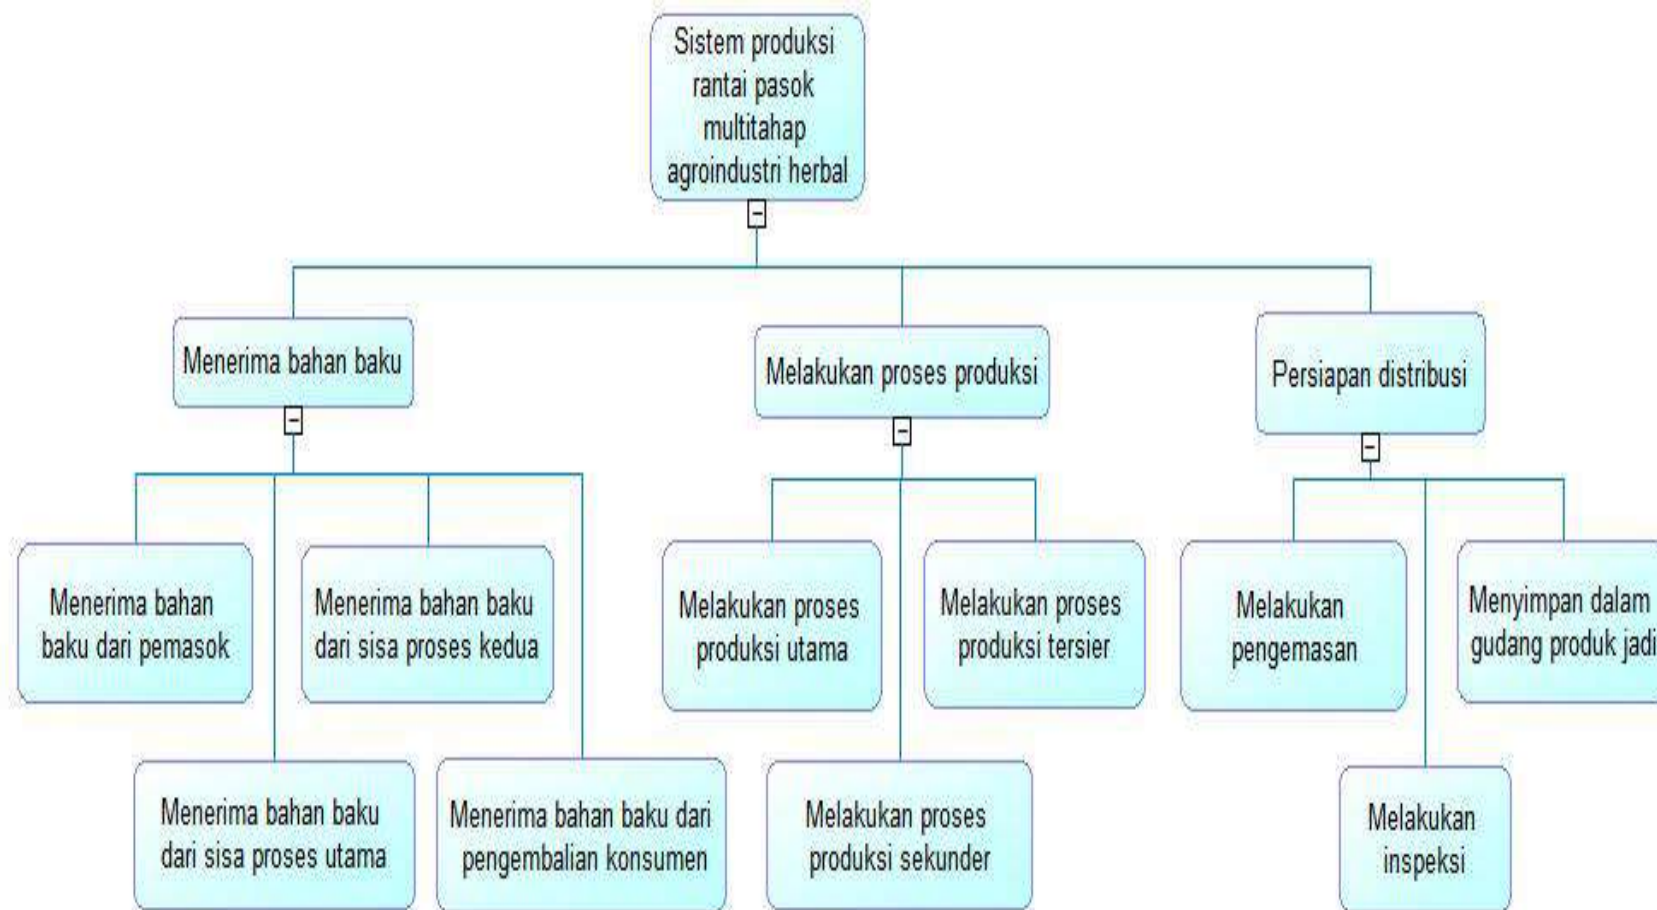 Sistem produksi
rantai pasok
multitahap
agroindustri herbal
Menerima bahan baku
Melakukan proses produksi
Persiapan distribusi
Menerima bahan
baku dari pemasok
Menerima bahan baku
dari sisa proses kedua
Melakukan proses
produksi utama
Melakukan proses
produksi tersier
Melakukan
pengemasan
Menyimpan dalam
gudang produk jadi
Menerima bahan baku
dari sisa proses utama
Menerima bahan baku dari
pengembalian konsumen
Melakukan proses
produksi sekunder
Melakukan
inspeksi